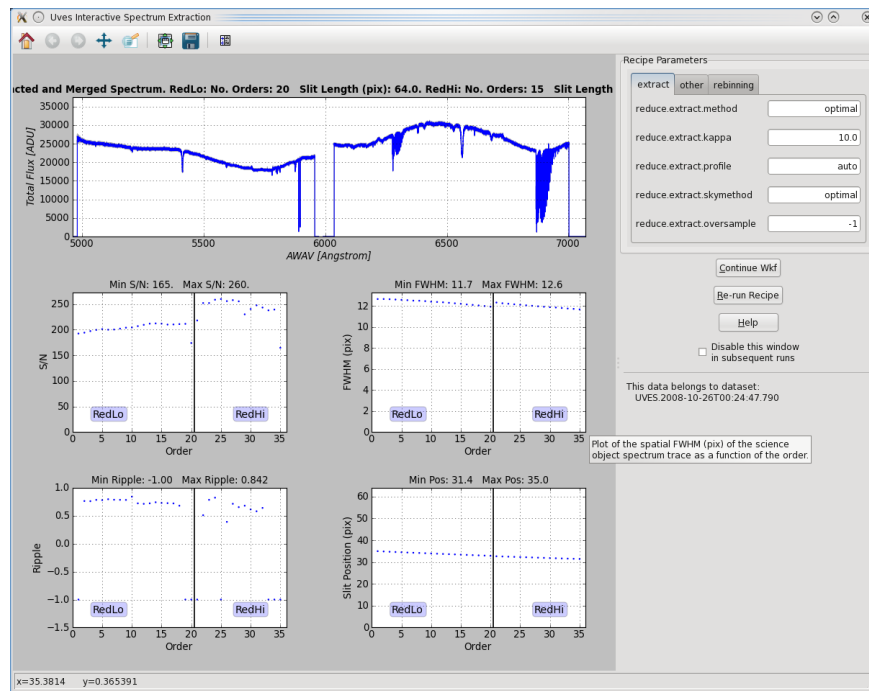 Uves Interactive Spectrum Extraction
acted and Merged Spectrum. RedLo: No. Orders: 20 Slit Length (pix): 64.0. RedHi: No. Orders: 15 Slit Length
Total Flux [ADU]
35000
30000
25000
20000
15000
10000
5000
0
5000 5500 6000 6500 7000
AWAV [Angstrom]
Min S/N: 165. Max S/N: 260.
S/N
250
200
150
100
50
0
RedLo RedHi
0 5 10 15 20 25 30 35
Order
Min FWHM: 11.7 Max FWHM: 12.6
FWHM (pix)
12
10
8
6
4
2
0
RedLo RedHi
0 5 10 15 20 25 30 35
Order
Min Ripple: -1.00 Max Ripple: 0.842
Ripple
1.0
0.5
0.0
-0.5
-1.0
-1.5
RedLo RedHi
0 5 10 15 20 25 30 35
Order
Min Pos: 31.4 Max Pos: 35.0
Slit Position (pix)
60
50
40
30
20
10
0
RedLo RedHi
0 5 10 15 20 25 30 35
Order
Recipe Parameters
extract other rebinning
reduce.extract.method optimal
reduce.extract.kappa 10.0
reduce.extract.profile auto
reduce.extract.skymethod optimal
reduce.extract.oversample -1
Continue Wkf
Re-run Recipe
Help
Disable this window
in subsequent runs
This data belongs to dataset:
UVES.2008-10-26T00:24:47.790
Plot of the spatial FWHM (pix) of the science
object spectrum trace as a function of the order.
x=35.3814 y=0.365391